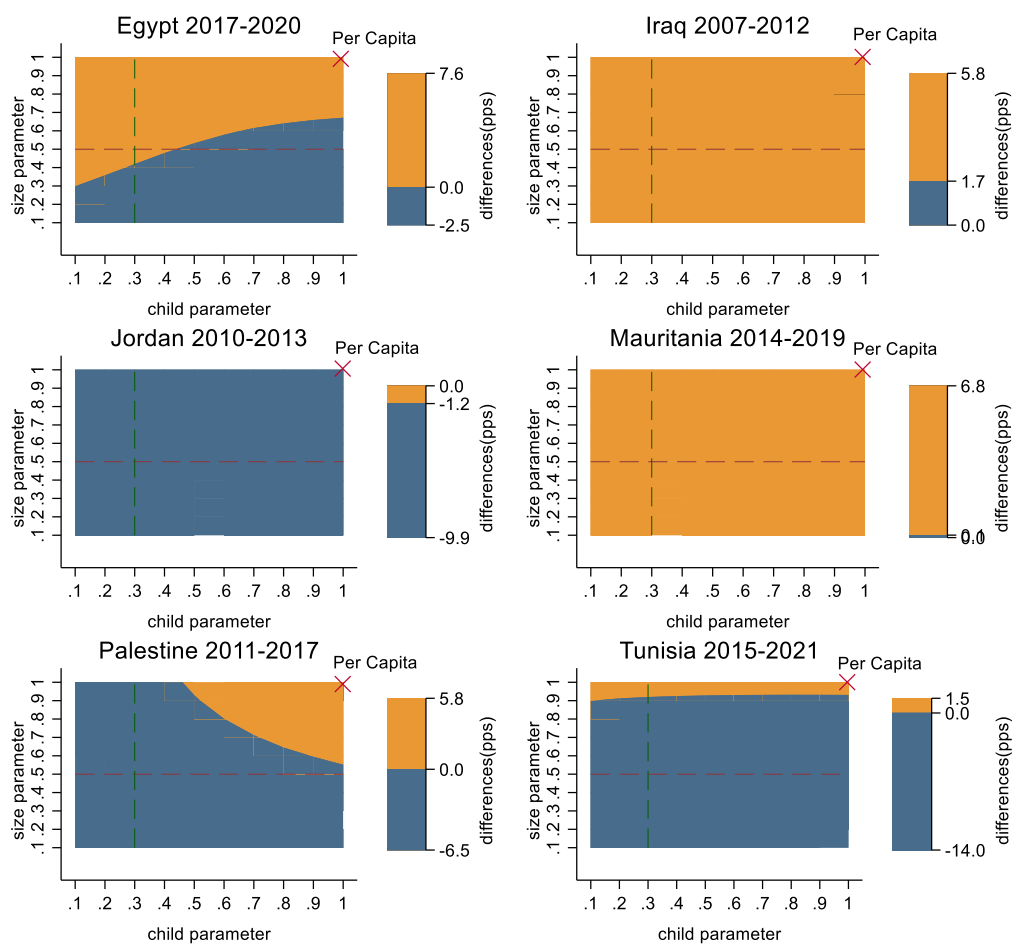 Egypt 2017-2020
Per Capita
size parameter
.1 .2 .3 .4 .5 .6 .7 .8 .9 1
.1 .2 .3 .4 .5 .6 .7 .8 .9 1
child parameter
7.6
0.0
-2.5
differences(pps)
Iraq 2007-2012
Per Capita
size parameter
.1 .2 .3 .4 .5 .6 .7 .8 .9 1
.1 .2 .3 .4 .5 .6 .7 .8 .9 1
child parameter
5.8
1.7
0.0
differences(pps)
Jordan 2010-2013
Per Capita
size parameter
.1 .2 .3 .4 .5 .6 .7 .8 .9 1
.1 .2 .3 .4 .5 .6 .7 .8 .9 1
child parameter
0.0
-1.2
-9.9
differences(pps)
Mauritania 2014-2019
Per Capita
size parameter
.1 .2 .3 .4 .5 .6 .7 .8 .9 1
.1 .2 .3 .4 .5 .6 .7 .8 .9 1
child parameter
6.8
0.1
0.0
differences(pps)
Palestine 2011-2017
Per Capita
size parameter
.1 .2 .3 .4 .5 .6 .7 .8 .9 1
.1 .2 .3 .4 .5 .6 .7 .8 .9 1
child parameter
5.8
0.0
-6.5
differences(pps)
Tunisia 2015-2021
Per Capita
size parameter
.1 .2 .3 .4 .5 .6 .7 .8 .9 1
.1 .2 .3 .4 .5 .6 .7 .8 .9 1
child parameter
1.5
0.0
-14.0
differences(pps)